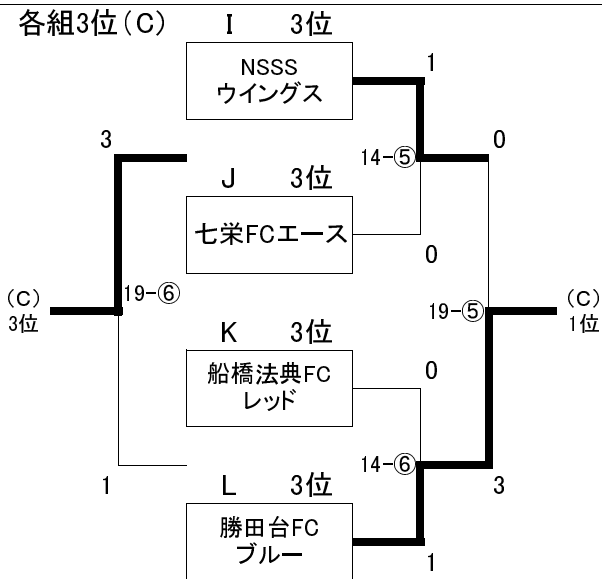 各組3位(C)
I 3位
NSSS
ウイングス
1
3
0
14-⑤
J 3位
七栄FCエース
0
19-⑥
(C)
3位
19-⑤
(C)
1位
K 3位
船橋法典FC
レッド
0
14-⑥
1
L 3位
3
勝田台FC
ブルー
1